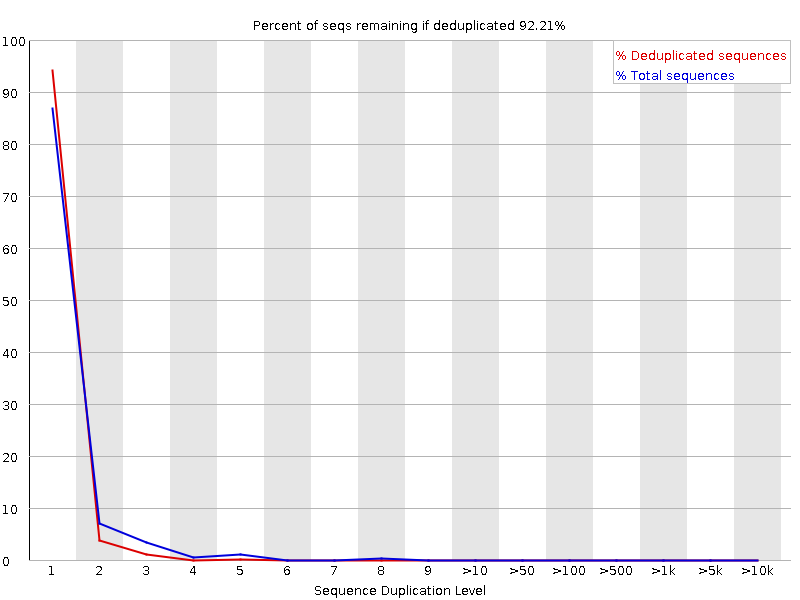 Percent of seqs remaining if deduplicated 92.21%
% Deduplicated sequences
% Total sequences
100
90
80
70
60
50
40
30
20
10
0
1 2 3 4 5 6 7 8 9 >10 >50 >100 >500 >1k >5k >10k
Sequence Duplication Level